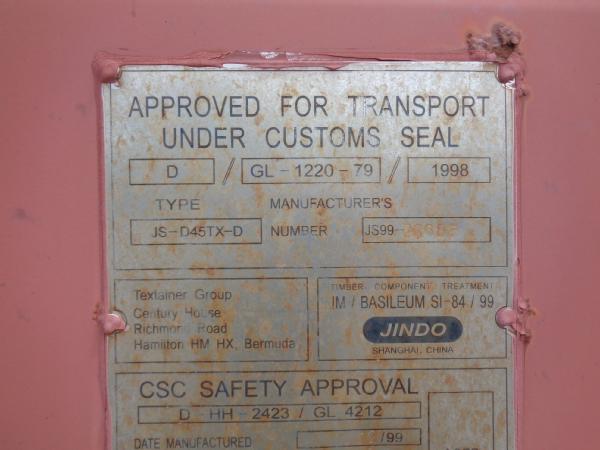 APPROVED FOR TRANSPORT
UNDER CUSTOMS SEAL
D / GL-1220-79 / 1998
TYPE MANUFACTURER'S
JS-D45TX-D NUMBER JS99-
Textainer Group
Century House
Richmond Road
Hamilton HM HX, Bermuda
TIMBER COMPONENT TREATMENT
IM / BASILEUM SI-84 / 99
JINDO
SHANGHAI, CHINA
CSC SAFETY APPROVAL
D-HH-2423 / GL 4212
DATE MANUFACTURED /99